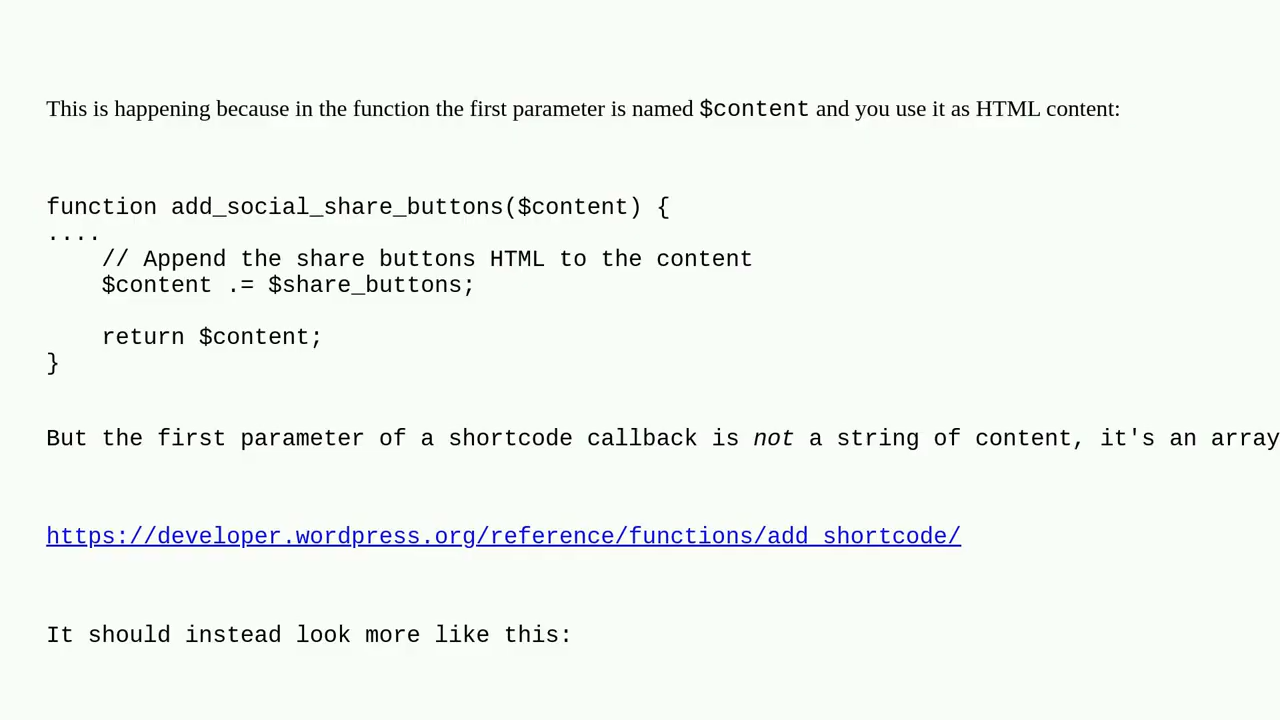 This is happening because in the function the first parameter is named $content and you use it as HTML content:
function add_social_share_buttons($content) {
....
    // Append the share buttons HTML to the content
    $content .= $share_buttons;
    return $content;
}
But the first parameter of a shortcode callback is not a string of content, it's an array
https://developer.wordpress.org/reference/functions/add_shortcode/
It should instead look more like this: